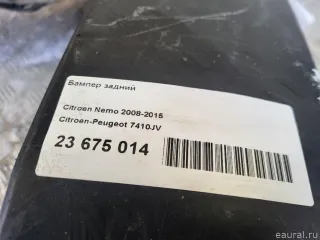 Бампер задний
Citroen Nemo 2008-2015
Citroen-Peugeot 7410JV
23 675 014
© eaural.ru